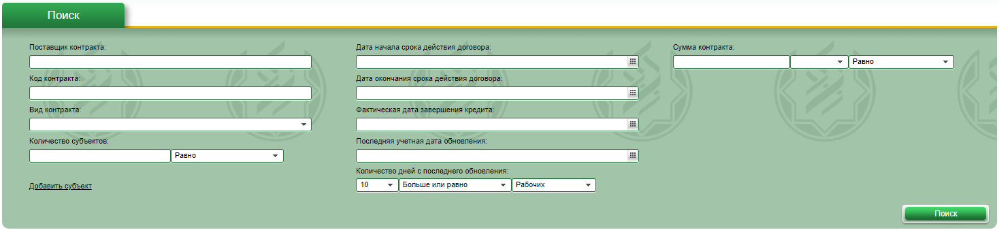 Поиск
Поставщик контракта:
Дата начала срока действия договора:
Сумма контракта:
Равно
Код контракта:
Дата окончания срока действия договора:
Вид контракта:
Фактическая дата завершения кредита:
Количество субъектов:
Последняя учетная дата обновления:
Равно
Количество дней с последнего обновления:
Добавить субъект
10 Больше или равно Рабочих
Поиск